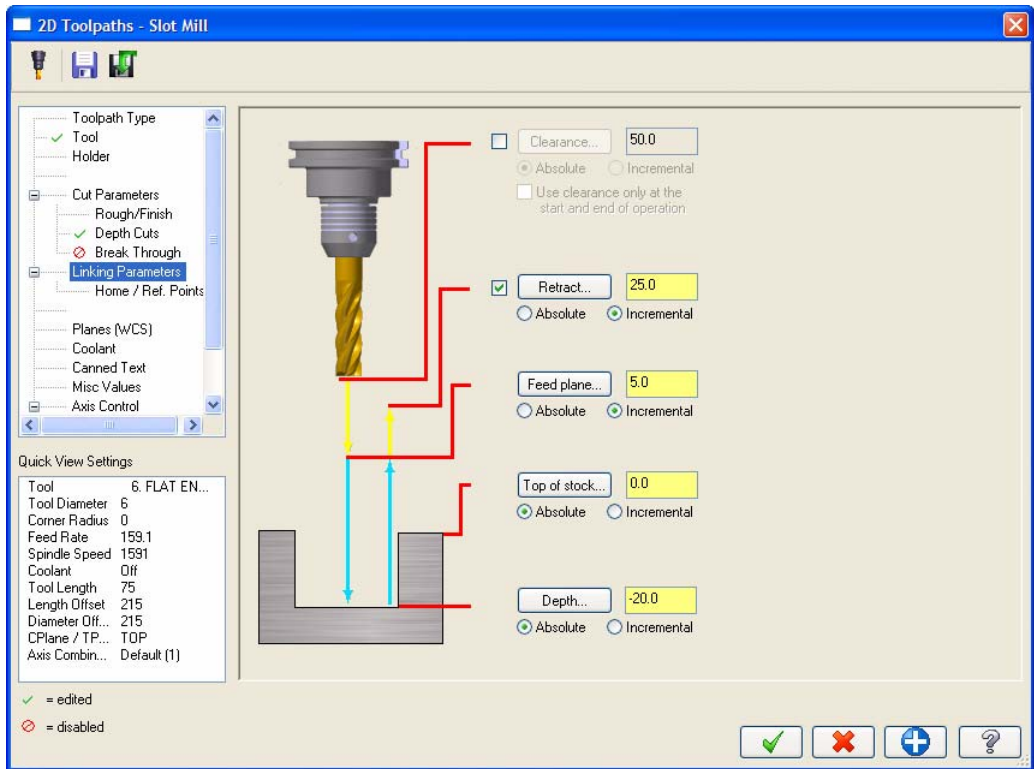 2D Toolpaths - Slot Mill
Toolpath Type
Tool
Holder
Cut Parameters
Rough/Finish
Depth Cuts
Break Through
Linking Parameters
Home / Ref. Points
Planes (WCS)
Coolant
Canned Text
Misc Values
Axis Control
Quick View Settings
Tool 6. FLAT EN...
Tool Diameter 6
Corner Radius 0
Feed Rate 159.1
Spindle Speed 1591
Coolant Off
Tool Length 75
Length Offset 215
Diameter Off... 215
CPlane / TP... TOP
Axis Combin... Default (1)
= edited
= disabled
Clearance... 50.0
Absolute Incremental
Use clearance only at the
start and end of operation
Retract... 25.0
Absolute Incremental
Feed plane... 5.0
Absolute Incremental
Top of stock... 0.0
Absolute Incremental
Depth... -20.0
Absolute Incremental